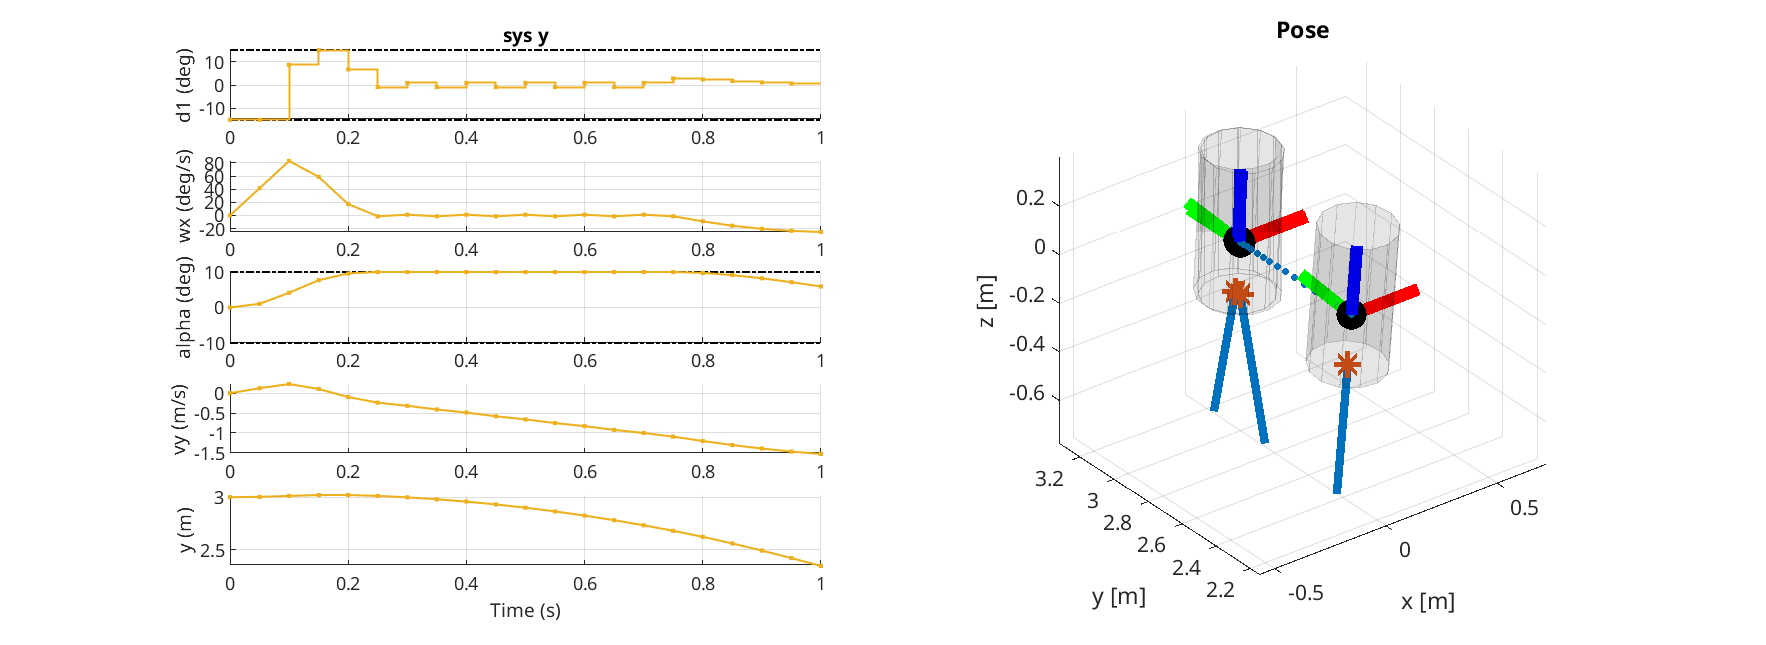 sys y
d1 (deg)
10
0
-10
0 0.2 0.4 0.6 0.8 1
wx (deg/s)
80
60
40
20
0
-20
0 0.2 0.4 0.6 0.8 1
alpha (deg)
10
0
-10
0 0.2 0.4 0.6 0.8 1
vy (m/s)
0
-0.5
-1
-1.5
0 0.2 0.4 0.6 0.8 1
y (m)
3
2.5
0 0.2 0.4 0.6 0.8 1
Time (s)
Pose
z [m]
0.2
0
-0.2
-0.4
-0.6
3.2
3
2.8
2.6
2.4
2.2
y [m]
-0.5
0
0.5
x [m]